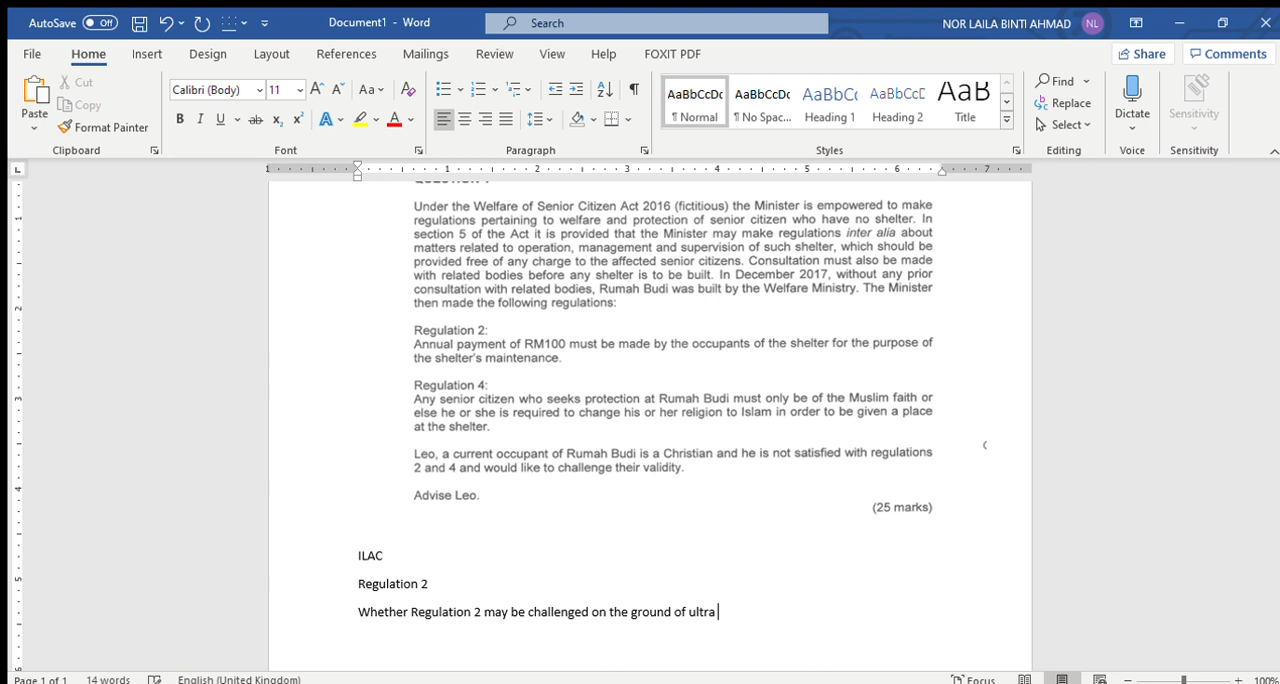 AutoSave Off Document1 - Word Search NOR LAILA BINTI AHMAD NL
File Home Insert Design Layout References Mailings Review View Help FOXIT PDF Share Comments
Paste Cut Copy Format Painter
Calibri (Body) 11
AaBbCcDc AaBbCcDc AaBbCc AaBbCcC AaB
¶ Normal ¶ No Spac... Heading 1 Heading 2 Title
Find Replace Select
Dictate Sensitivity
Clipboard Font Paragraph Styles Editing Voice Sensitivity
1 1 2 3 4 5 6 7
Under the Welfare of Senior Citizen Act 2016 (fictitious) the Minister is empowered to make
regulations pertaining to welfare and protection of senior citizen who have no shelter. In
section 5 of the Act it is provided that the Minister may make regulations inter alia about
matters related to operation, management and supervision of such shelter, which should be
provided free of any charge to the affected senior citizens. Consultation must also be made
with related bodies before any shelter is to be built. In December 2017, without any prior
consultation with related bodies, Rumah Budi was built by the Welfare Ministry. The Minister
then made the following regulations:
Regulation 2:
Annual payment of RM100 must be made by the occupants of the shelter for the purpose of
the shelter's maintenance.
Regulation 4:
Any senior citizen who seeks protection at Rumah Budi must only be of the Muslim faith or
else he or she is required to change his or her religion to Islam in order to be given a place
at the shelter.
Leo, a current occupant of Rumah Budi is a Christian and he is not satisfied with regulations
2 and 4 and would like to challenge their validity.
Advise Leo.
(25 marks)
ILAC
Regulation 2
Whether Regulation 2 may be challenged on the ground of ultra
Page 1 of 1 14 words English (United Kingdom) Focus 100%